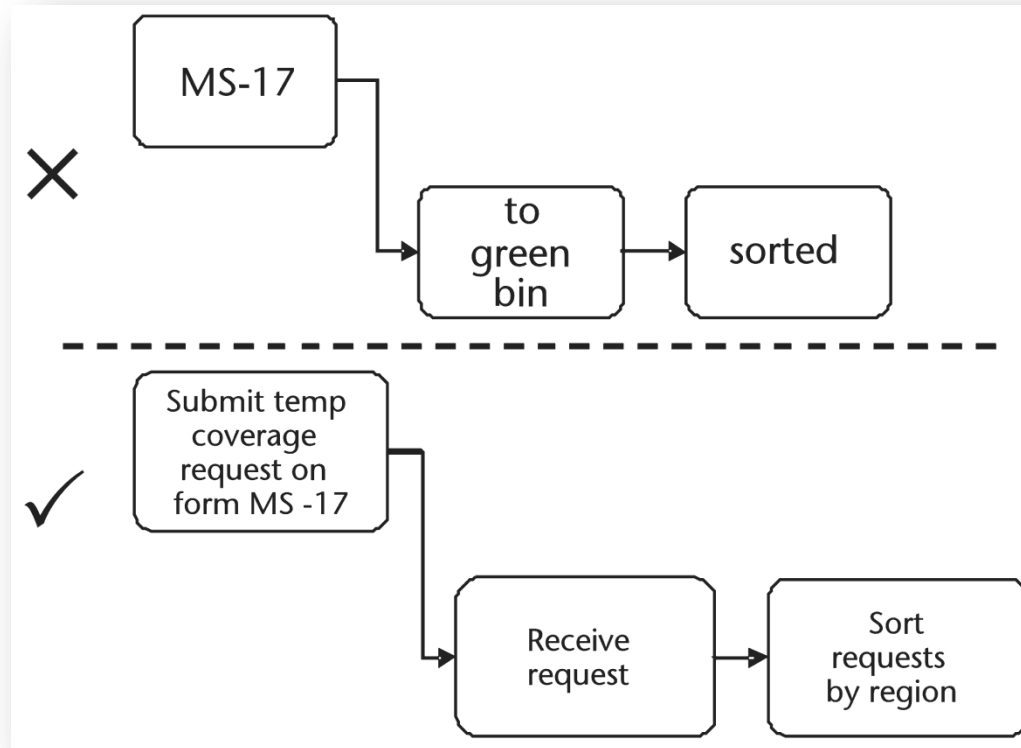 MS-17
to
green
bin
sorted
Submit temp
coverage
request on
form MS -17
Receive
request
Sort
requests
by region